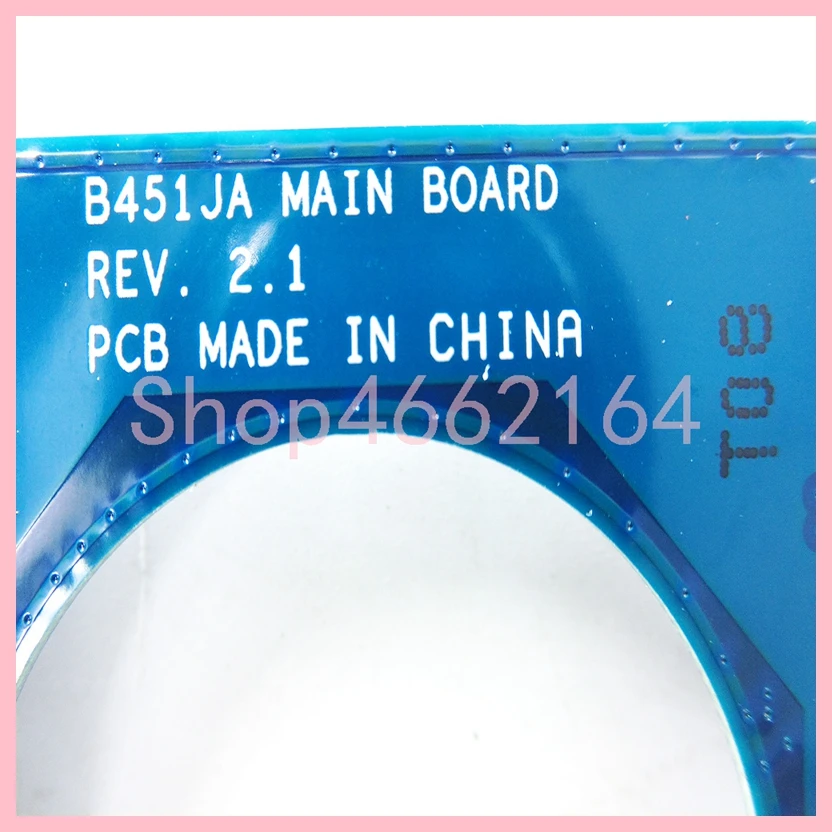 B451JA MAIN BOARD
REV. 2.1
PCB MADE IN CHINA
Shop4662164
T08